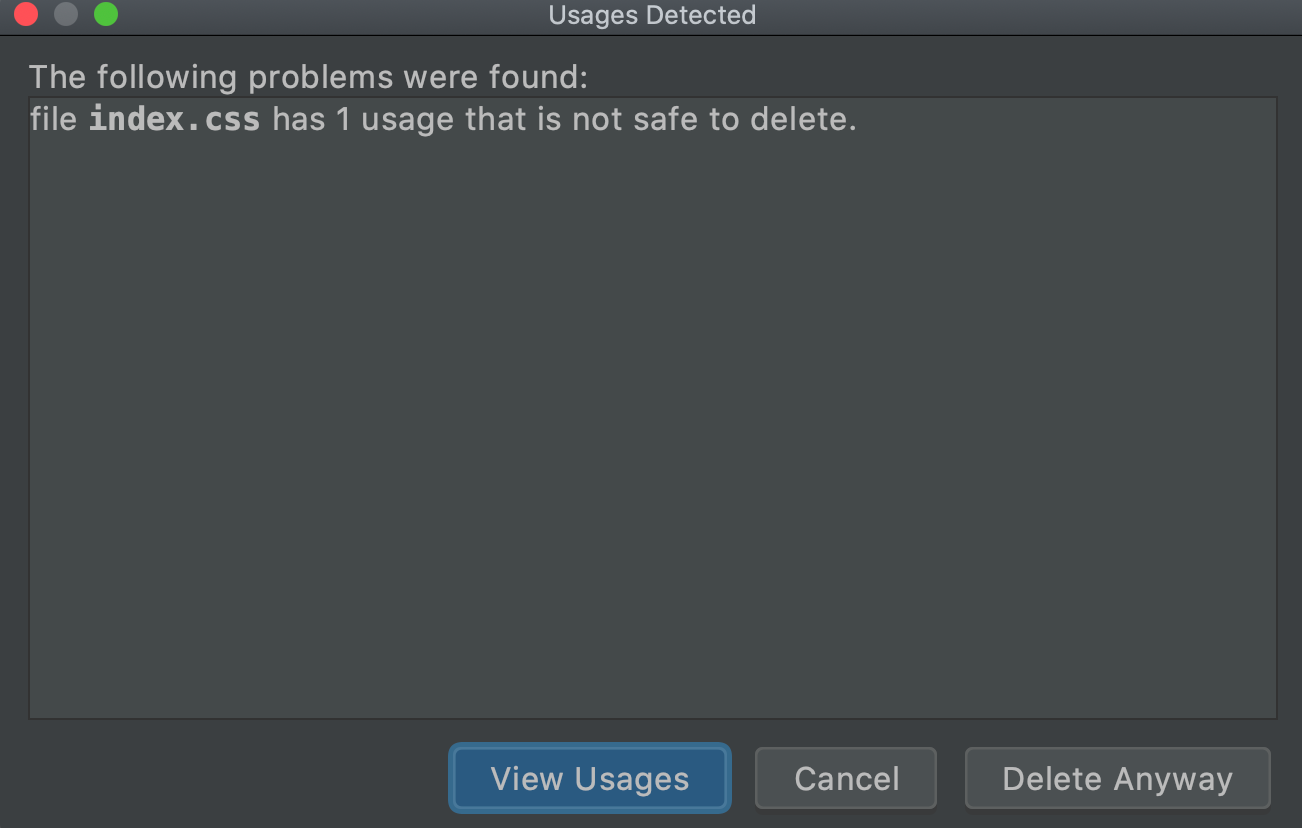 Usages Detected
The following problems were found:
file index.css has 1 usage that is not safe to delete.
View Usages
Cancel
Delete Anyway